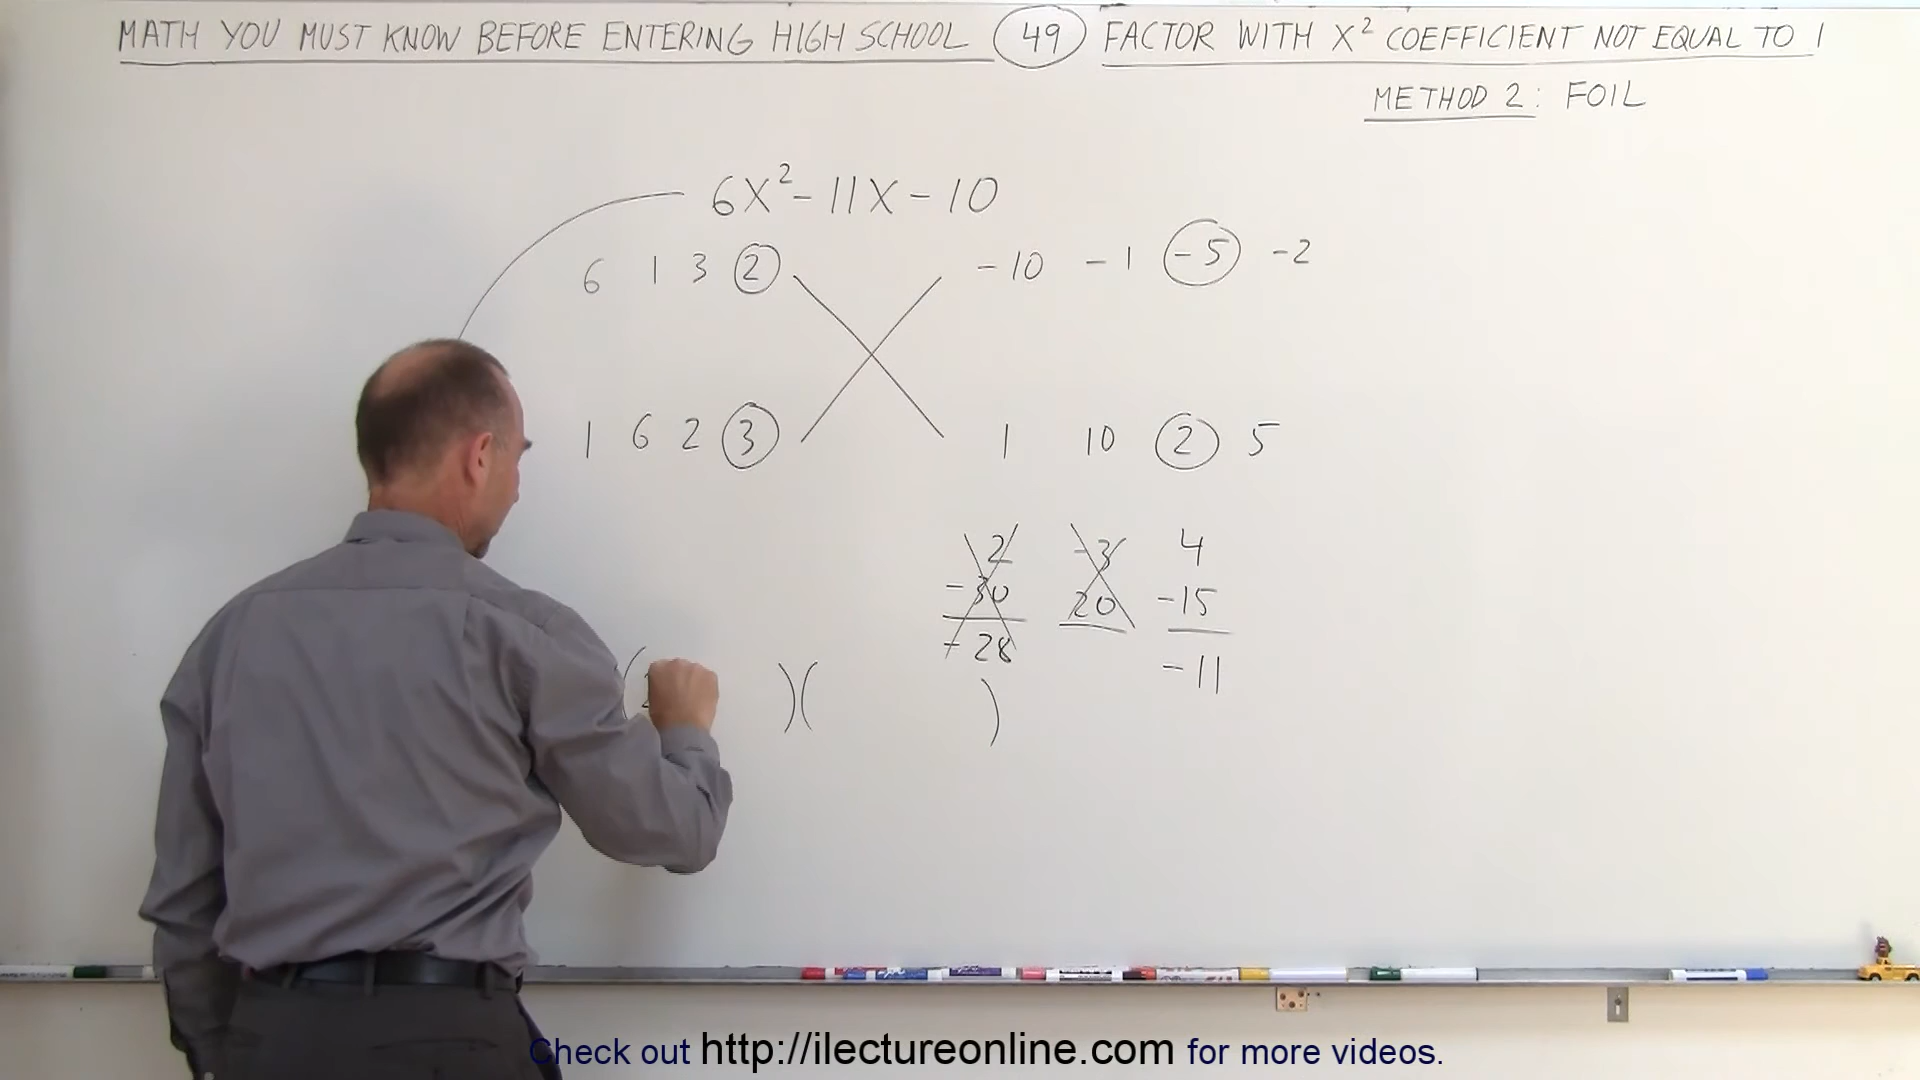 MATH YOU MUST KNOW BEFORE ENTERING HIGH SCHOOL 49 FACTOR WITH X² COEFFICIENT NOT EQUAL TO 1
METHOD 2: FOIL
6X² - 11X - 10
6 1 3 2 -10 -1 -5 -2
1 6 2 3 1 10 2 5
2 -3 4
-30 20 -15
-28 -11
(2 )( )
Check out http://ilectureonline.com for more videos.